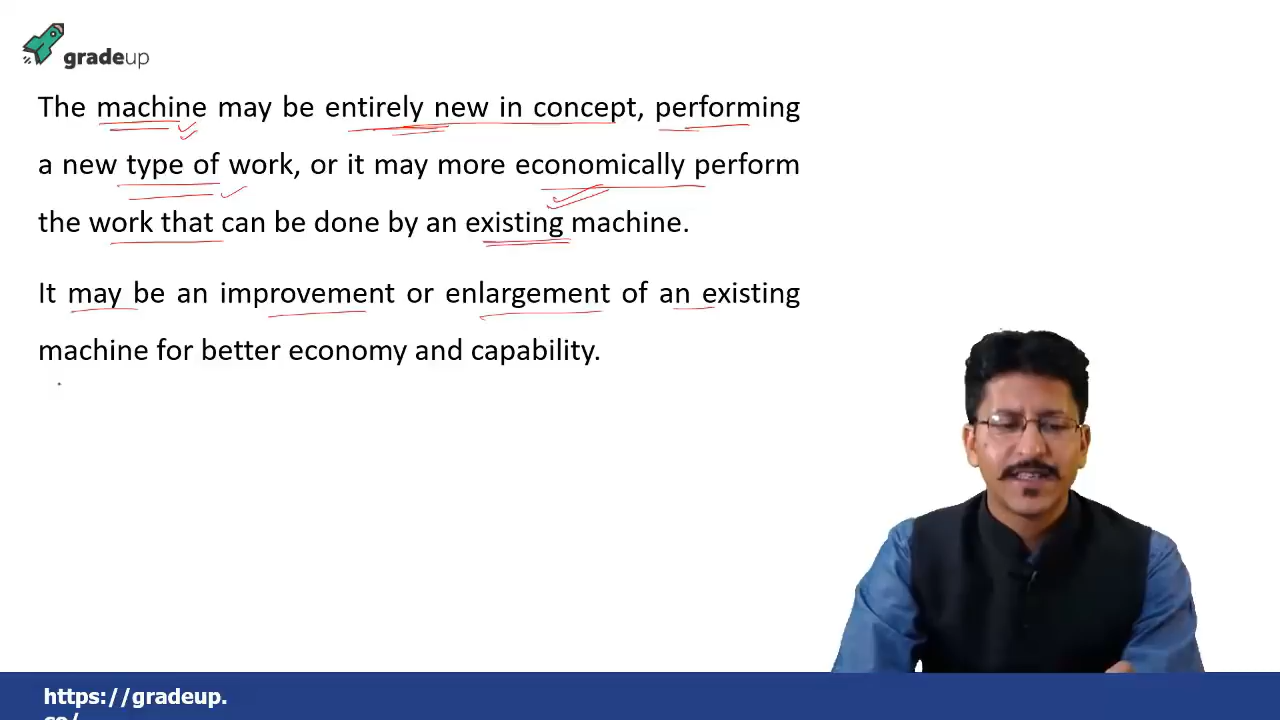 gradeup
The machine may be entirely new in concept, performing
a new type of work, or it may more economically perform
the work that can be done by an existing machine.
It may be an improvement or enlargement of an existing
machine for better economy and capability.
https://gradeup.
co/